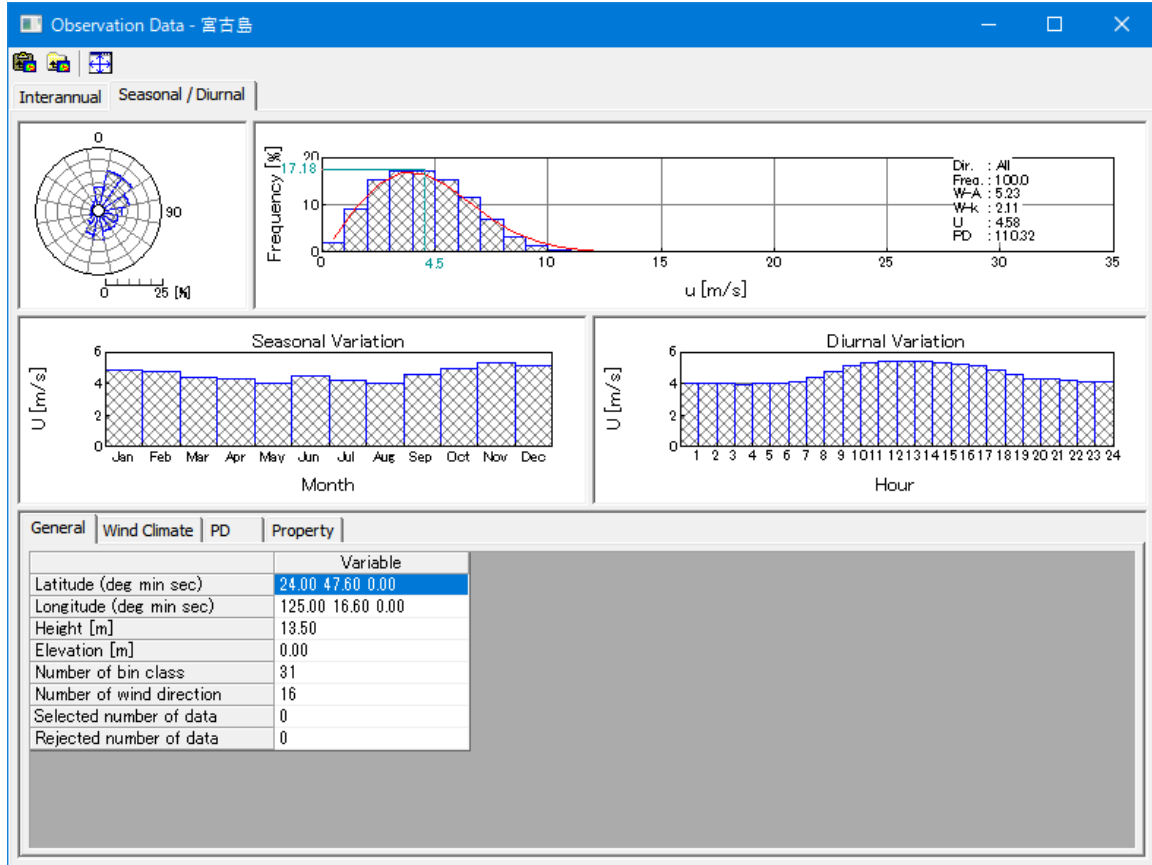 Observation Data - 宮古島
Interannual Seasonal / Diurnal
0
90
0 25 [%]
Frequency [%]
20
17.18
10
0
0 4.5 10 15 20 25 30 35
u [m/s]
Dir. : All
Freq. : 100.0
W-A : 5.23
W-k : 2.11
U : 4.58
PD : 110.32
Seasonal Variation
U [m/s]
6
4
2
0
Jan Feb Mar Apr May Jun Jul Aug Sep Oct Nov Dec
Month
Diurnal Variation
U [m/s]
6
4
2
0
1 2 3 4 5 6 7 8 9 10 11 12 13 14 15 16 17 18 19 20 21 22 23 24
Hour
General Wind Climate PD Property
Variable
Latitude (deg min sec) 24.00 47.60 0.00
Longitude (deg min sec) 125.00 16.60 0.00
Height [m] 13.50
Elevation [m] 0.00
Number of bin class 31
Number of wind direction 16
Selected number of data 0
Rejected number of data 0